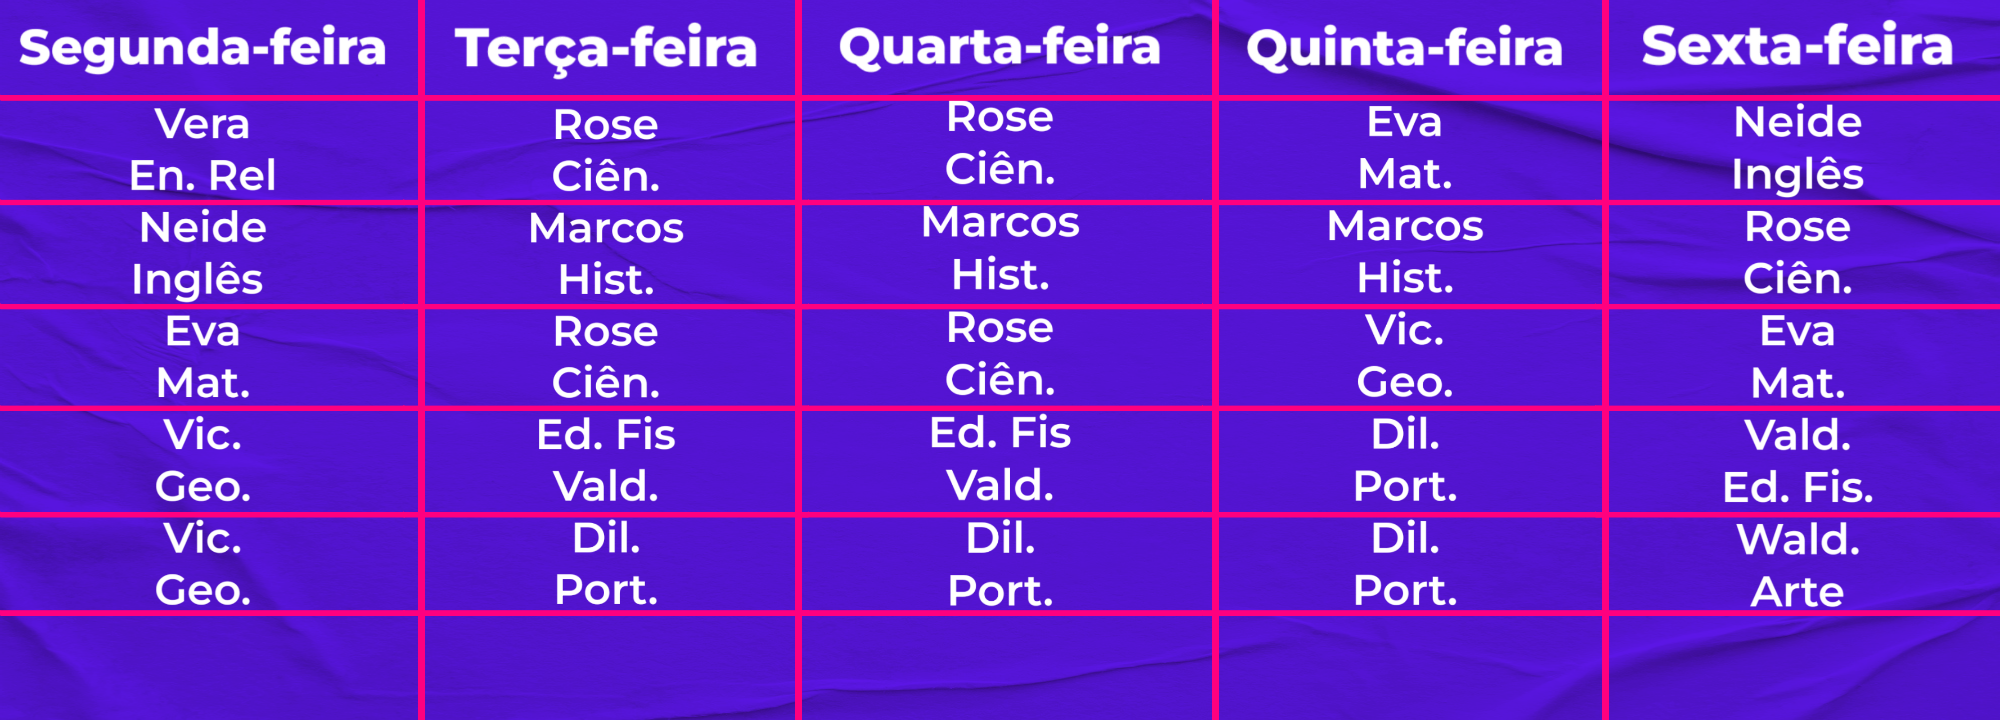 Segunda-feira Terça-feira Quarta-feira Quinta-feira Sexta-feira
Vera Rose Rose Eva Neide
En. Rel Ciên. Ciên. Mat. Inglês
Neide Marcos Marcos Marcos Rose
Inglês Hist. Hist. Hist. Ciên.
Eva Rose Rose Vic. Eva
Mat. Ciên. Ciên. Geo. Mat.
Vic. Ed. Fis Ed. Fis Dil. Vald.
Geo. Vald. Vald. Port. Ed. Fis.
Vic. Dil. Dil. Dil. Wald.
Geo. Port. Port. Port. Arte